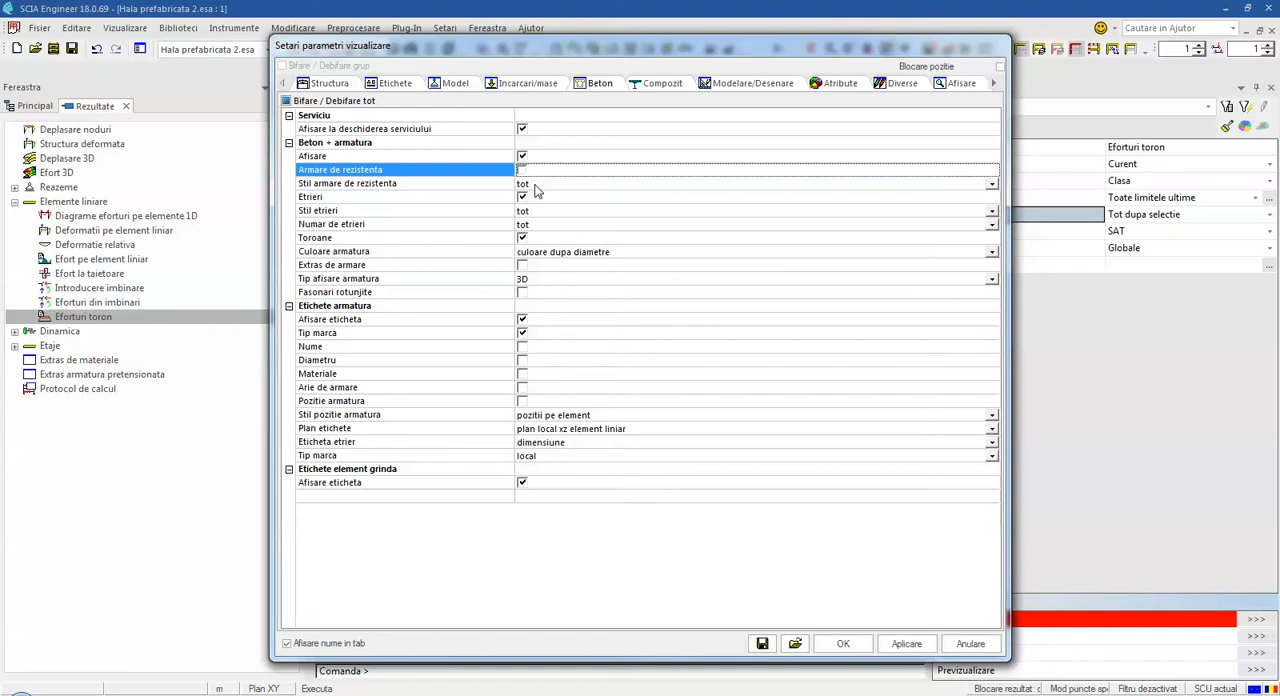 SCIA Engineer 18.0.69 - [Hala prefabricata 2.esa : 1]
Fisier Editare Vizualizare Biblioteci Instrumente Modificare Preprocesare Plug-In Setari Fereastra Ajutor Cautare in Ajutor
Hala prefabricata 2.esa 1 1
Fereastra
Principal Rezultate
Deplasare noduri
Structura deformata
Deplasare 3D
Efort 3D
Reazeme
Elemente liniare
Diagrame eforturi pe elemente 1D
Deformatii pe element liniar
Deformatie relativa
Efort pe element liniar
Efort la taietoare
Introducere imbinare
Eforturi din imbinari
Eforturi toron
Dinamica
Etaje
Extras de materiale
Extras armatura pretensionata
Protocol de calcul
Setari parametri vizualizare
Bifare / Debifare grup Blocare pozitie
Structura Etichete Model Incarcari/mase Beton Compozit Modelare/Desenare Atribute Diverse Afisare
Bifare / Debifare tot
Serviciu
Afisare la deschiderea serviciului
Beton + armatura
Afisare
Armare de rezistenta
Stil armare de rezistenta tot
Etrieri
Stil etrieri tot
Numar de etrieri tot
Toroane
Culoare armatura culoare dupa diametre
Extras de armare
Tip afisare armatura 3D
Fasonari rotunjite
Etichete armatura
Afisare eticheta
Tip marca
Nume
Diametru
Materiale
Arie de armare
Pozitie armatura
Stil pozitie armatura pozitii pe element
Plan etichete plan local xz element liniar
Eticheta etrier dimensiune
Tip marca local
Etichete element grinda
Afisare eticheta
Afisare nume in tab OK Aplicare Anulare
Eforturi toron
Curent
Clasa
Toate limitele ultime
Tot dupa selectie
SAT
Globale
...
...
>>>
>>>
>>>
Previzualizare >>>
Comanda >
m Plan XY Executa Blocare rezultat: c Mod puncte sp Filtru dezactivat SCU actual